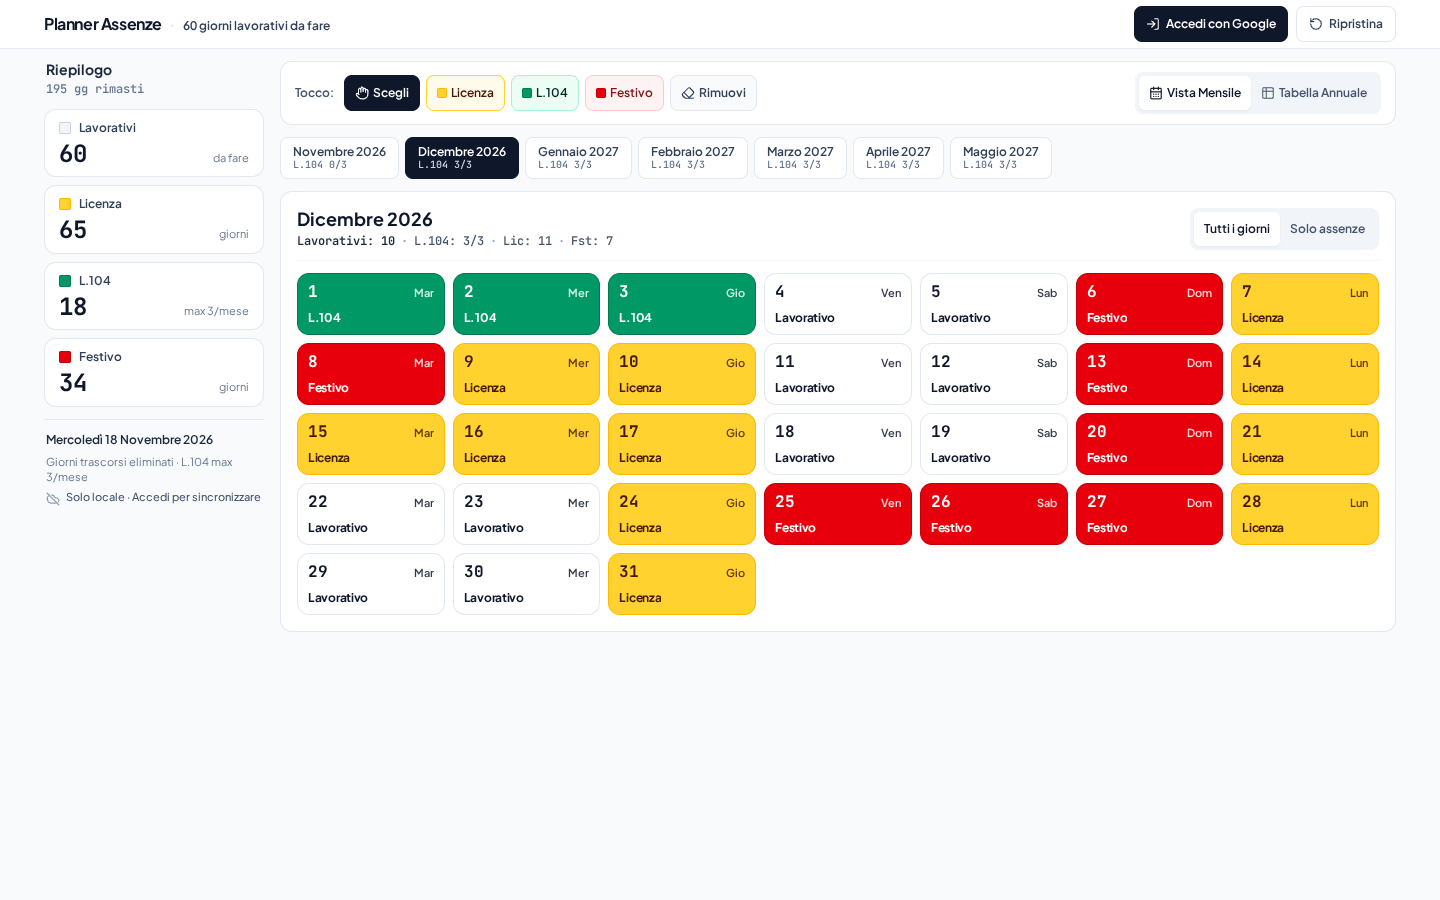 Planner Assenze · 60 giorni lavorativi da fare
Accedi con Google
Ripristina
Riepilogo
195 gg rimasti
Lavorativi
60 da fare
Licenza
65 giorni
L.104
18 max 3/mese
Festivo
34 giorni
Mercoledì 18 Novembre 2026
Giorni trascorsi eliminati · L.104 max
3/mese
Solo locale · Accedi per sincronizzare
Tocco: Scegli Licenza L.104 Festivo Rimuovi
Vista Mensile Tabella Annuale
Novembre 2026
L.104 0/3
Dicembre 2026
L.104 3/3
Gennaio 2027
L.104 3/3
Febbraio 2027
L.104 3/3
Marzo 2027
L.104 3/3
Aprile 2027
L.104 3/3
Maggio 2027
L.104 3/3
Dicembre 2026
Lavorativi: 10 · L.104: 3/3 · Lic: 11 · Fst: 7
Tutti i giorni Solo assenze
1 Mar
L.104
2 Mer
L.104
3 Gio
L.104
4 Ven
Lavorativo
5 Sab
Lavorativo
6 Dom
Festivo
7 Lun
Licenza
8 Mar
Festivo
9 Mer
Licenza
10 Gio
Licenza
11 Ven
Lavorativo
12 Sab
Lavorativo
13 Dom
Festivo
14 Lun
Licenza
15 Mar
Licenza
16 Mer
Licenza
17 Gio
Licenza
18 Ven
Lavorativo
19 Sab
Lavorativo
20 Dom
Festivo
21 Lun
Licenza
22 Mar
Lavorativo
23 Mer
Lavorativo
24 Gio
Licenza
25 Ven
Festivo
26 Sab
Festivo
27 Dom
Festivo
28 Lun
Licenza
29 Mar
Lavorativo
30 Mer
Lavorativo
31 Gio
Licenza